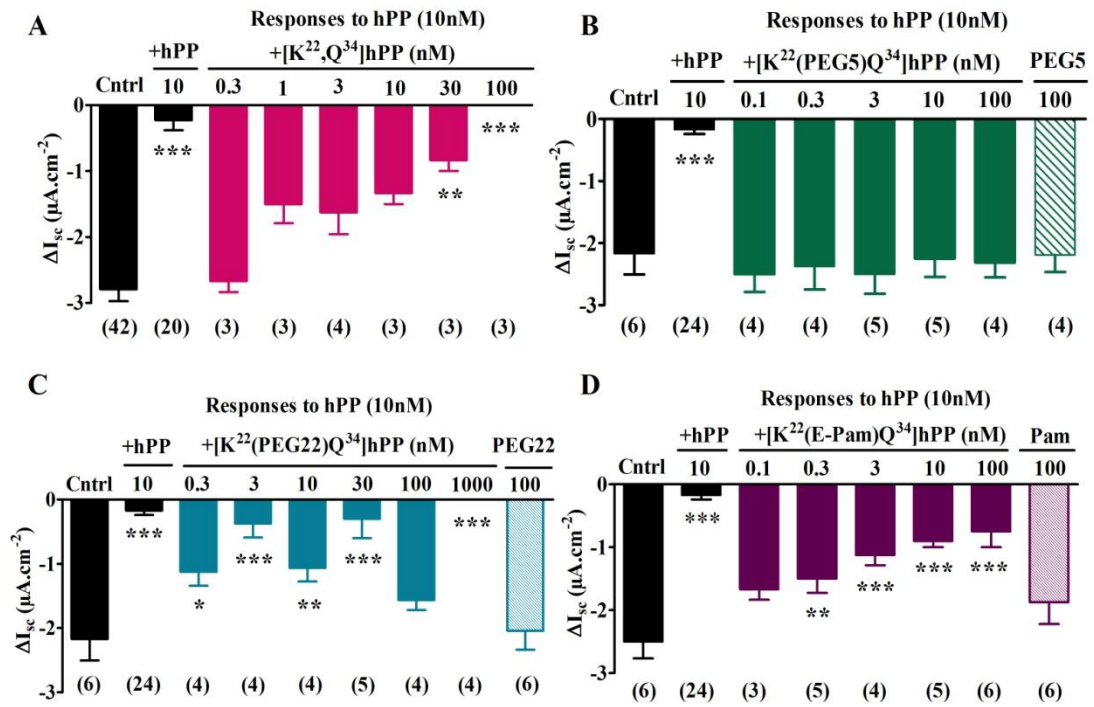 A
Responses to hPP (10nM)
+hPP +[K²²,Q³⁴]hPP (nM)
Cntrl 10 0.3 1 3 10 30 100
0
-1
-2
-3
ΔIsc (μA.cm⁻²)
*** ** ***
(42) (20) (3) (3) (4) (3) (3) (3)
B
Responses to hPP (10nM)
+hPP +[K²²(PEG5)Q³⁴]hPP (nM) PEG5
Cntrl 10 0.1 0.3 3 10 100 100
0
-1
-2
-3
ΔIsc (μA.cm⁻²)
***
(6) (24) (4) (4) (5) (5) (4) (4)
C
Responses to hPP (10nM)
+hPP +[K²²(PEG22)Q³⁴]hPP (nM) PEG22
Cntrl 10 0.3 3 10 30 100 1000 100
0
-1
-2
-3
ΔIsc (μA.cm⁻²)
*** * *** ** *** ***
(6) (24) (4) (4) (4) (5) (4) (4) (6)
D
Responses to hPP (10nM)
+hPP +[K²²(E-Pam)Q³⁴]hPP (nM) Pam
Cntrl 10 0.1 0.3 3 10 100 100
0
-1
-2
-3
ΔIsc (μA.cm⁻²)
*** ** *** *** ***
(6) (24) (3) (5) (4) (5) (6) (6)